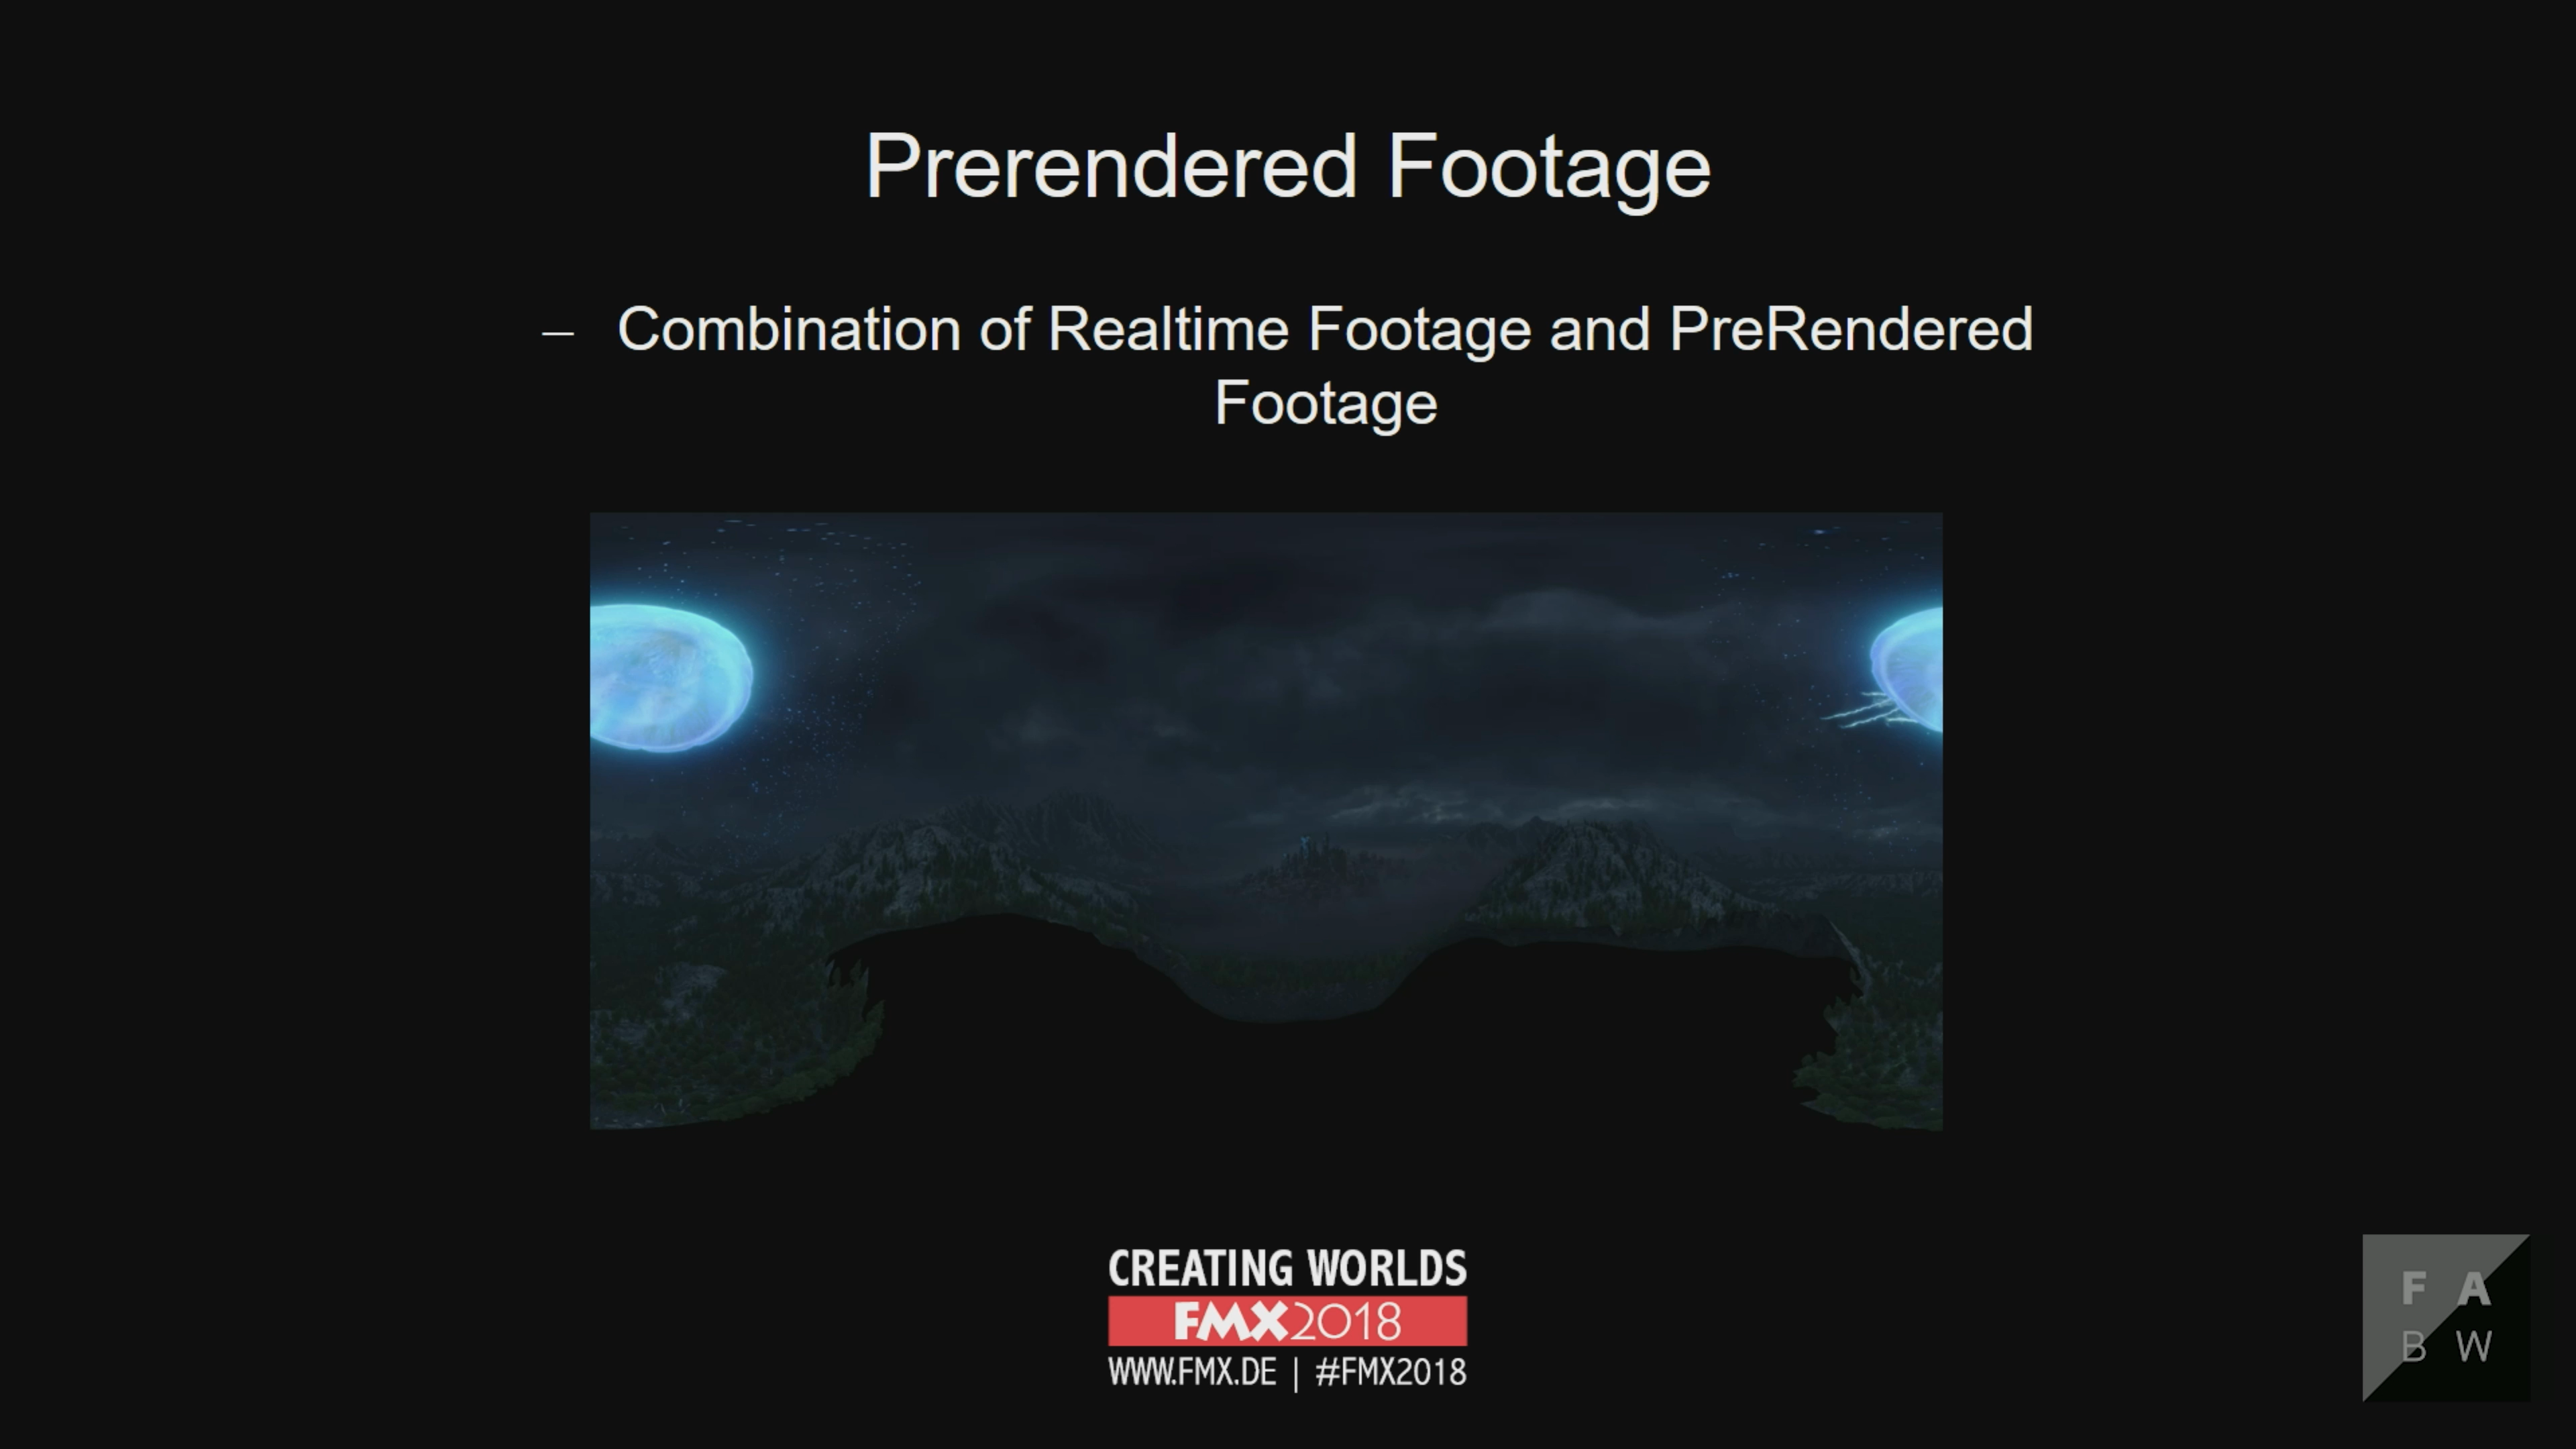 Prerendered Footage
– Combination of Realtime Footage and PreRendered
Footage
CREATING WORLDS
FMX2018
WWW.FMX.DE | #FMX2018
F A
B W